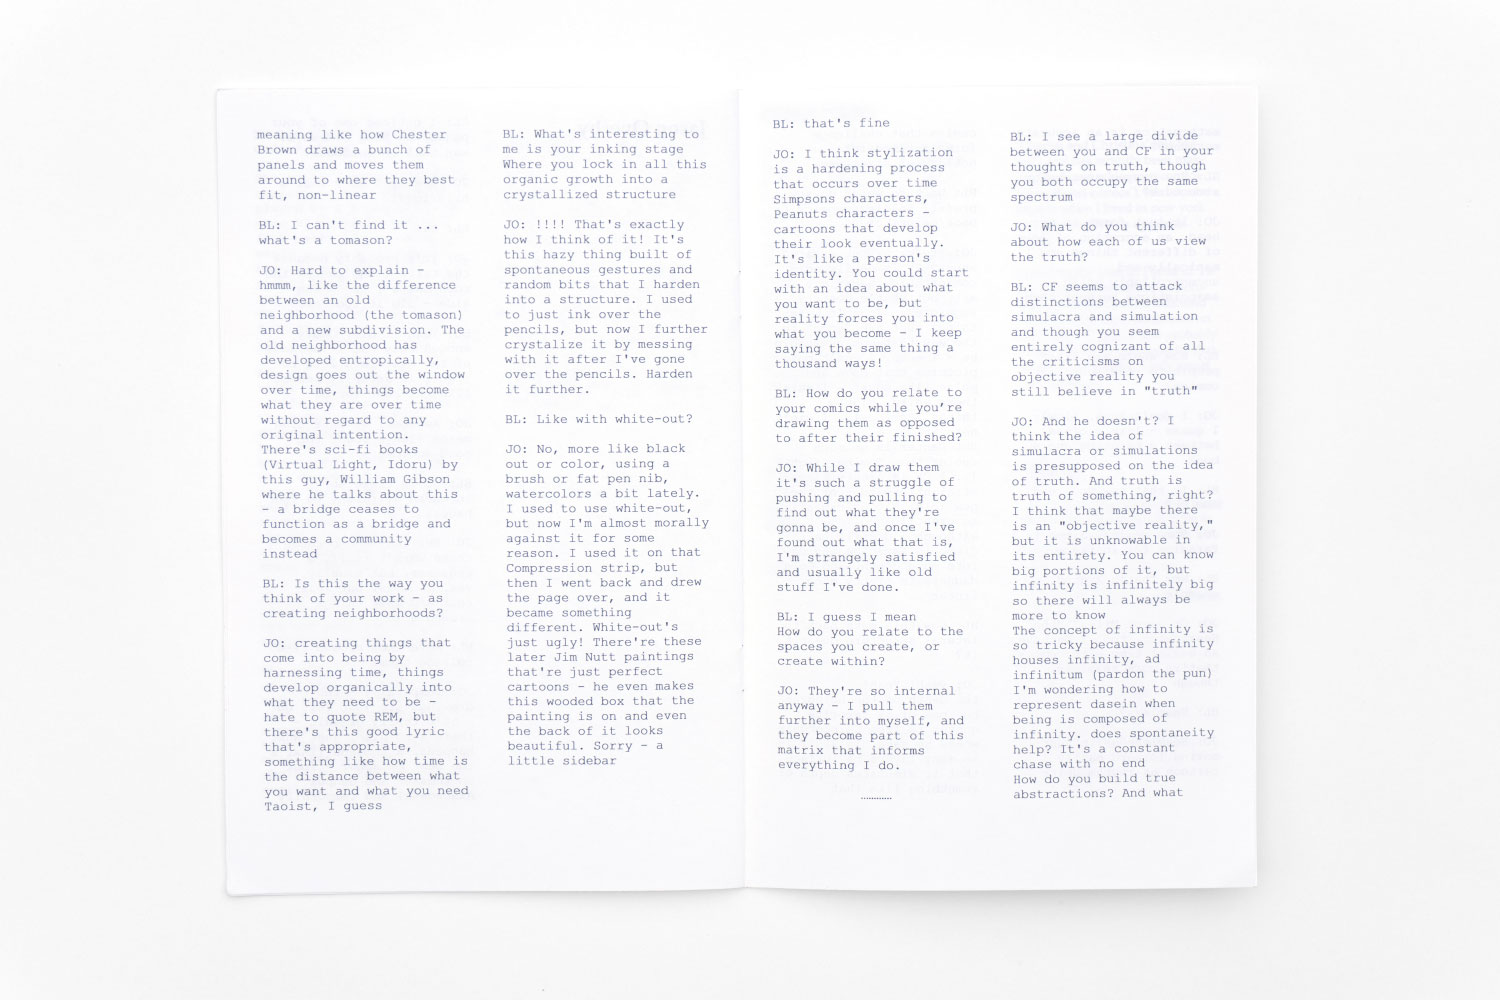 meaning like how Chester
Brown draws a bunch of
panels and moves them
around to where they best
fit, non-linear
BL: I can't find it ...
what's a tomason?
JO: Hard to explain -
hmmm, like the difference
between an old
neighborhood (the tomason)
and a new subdivision. The
old neighborhood has
developed entropically,
design goes out the window
over time, things become
what they are over time
without regard to any
original intention.
There's sci-fi books
(Virtual Light, Idoru) by
this guy, William Gibson
where he talks about this
- a bridge ceases to
function as a bridge and
becomes a community
instead
BL: Is this the way you
think of your work - as
creating neighborhoods?
JO: creating things that
come into being by
harnessing time, things
develop organically into
what they need to be -
hate to quote REM, but
there's this good lyric
that's appropriate,
something like how time is
the distance between what
you want and what you need
Taoist, I guess
BL: What's interesting to
me is your inking stage
Where you lock in all this
organic growth into a
crystallized structure
JO: !!!! That's exactly
how I think of it! It's
this hazy thing built of
spontaneous gestures and
random bits that I harden
into a structure. I used
to just ink over the
pencils, but now I further
crystalize it by messing
with it after I've gone
over the pencils. Harden
it further.
BL: Like with white-out?
JO: No, more like black
out or color, using a
brush or fat pen nib,
watercolors a bit lately.
I used to use white-out,
but now I'm almost morally
against it for some
reason. I used it on that
Compression strip, but
then I went back and drew
the page over, and it
became something
different. White-out's
just ugly! There're these
later Jim Nutt paintings
that're just perfect
cartoons - he even makes
this wooded box that the
painting is on and even
the back of it looks
beautiful. Sorry - a
little sidebar
BL: that's fine
JO: I think stylization
is a hardening process
that occurs over time
Simpsons characters,
Peanuts characters -
cartoons that develop
their look eventually.
It's like a person's
identity. You could start
with an idea about what
you want to be, but
reality forces you into
what you become - I keep
saying the same thing a
thousand ways!
BL: How do you relate to
your comics while you're
drawing them as opposed
to after their finished?
JO: While I draw them
it's such a struggle of
pushing and pulling to
find out what they're
gonna be, and once I've
found out what that is,
I'm strangely satisfied
and usually like old
stuff I've done.
BL: I guess I mean
How do you relate to the
spaces you create, or
create within?
JO: They're so internal
anyway - I pull them
further into myself, and
they become part of this
matrix that informs
everything I do.
BL: I see a large divide
between you and CF in your
thoughts on truth, though
you both occupy the same
spectrum
JO: What do you think
about how each of us view
the truth?
BL: CF seems to attack
distinctions between
simulacra and simulation
and though you seem
entirely cognizant of all
the criticisms on
objective reality you
still believe in "truth"
JO: And he doesn't? I
think the idea of
simulacra or simulations
is presupposed on the idea
of truth. And truth is
truth of something, right?
I think that maybe there
is an "objective reality,"
but it is unknowable in
its entirety. You can know
big portions of it, but
infinity is infinitely big
so there will always be
more to know
The concept of infinity is
so tricky because infinity
houses infinity, ad
infinitum (pardon the pun)
I'm wondering how to
represent dasein when
being is composed of
infinity. does spontaneity
help? It's a constant
chase with no end
How do you build true
abstractions? And what